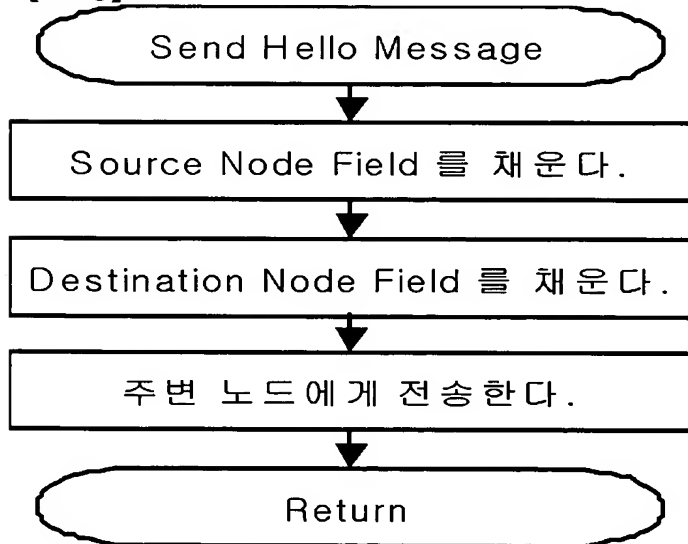 Send Hello Message
Source Node Field 를 채운다.
Destination Node Field 를 채운다.
주변 노드에게 전송한다.
Return